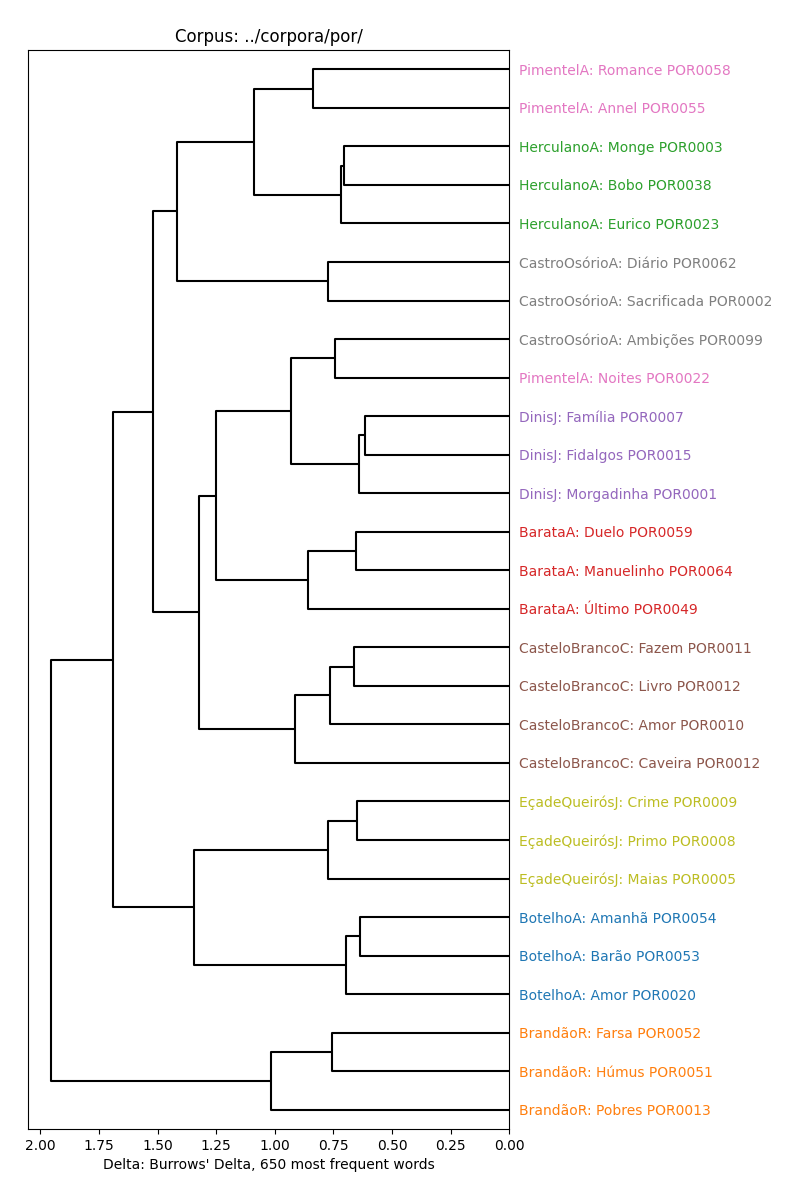 Corpus: ../corpora/por/
PimentelA: Romance POR0058
PimentelA: Annel POR0055
HerculanoA: Monge POR0003
HerculanoA: Bobo POR0038
HerculanoA: Eurico POR0023
CastroOsórioA: Diário POR0062
CastroOsórioA: Sacrificada POR0002
CastroOsórioA: Ambições POR0099
PimentelA: Noites POR0022
DinisJ: Família POR0007
DinisJ: Fidalgos POR0015
DinisJ: Morgadinha POR0001
BarataA: Duelo POR0059
BarataA: Manuelinho POR0064
BarataA: Último POR0049
CasteloBrancoC: Fazem POR0011
CasteloBrancoC: Livro POR0012
CasteloBrancoC: Amor POR0010
CasteloBrancoC: Caveira POR0012
EçadeQueirósJ: Crime POR0009
EçadeQueirósJ: Primo POR0008
EçadeQueirósJ: Maias POR0005
BotelhoA: Amanhã POR0054
BotelhoA: Barão POR0053
BotelhoA: Amor POR0020
BrandãoR: Farsa POR0052
BrandãoR: Húmus POR0051
BrandãoR: Pobres POR0013
2.00 1.75 1.50 1.25 1.00 0.75 0.50 0.25 0.00
Delta: Burrows' Delta, 650 most frequent words